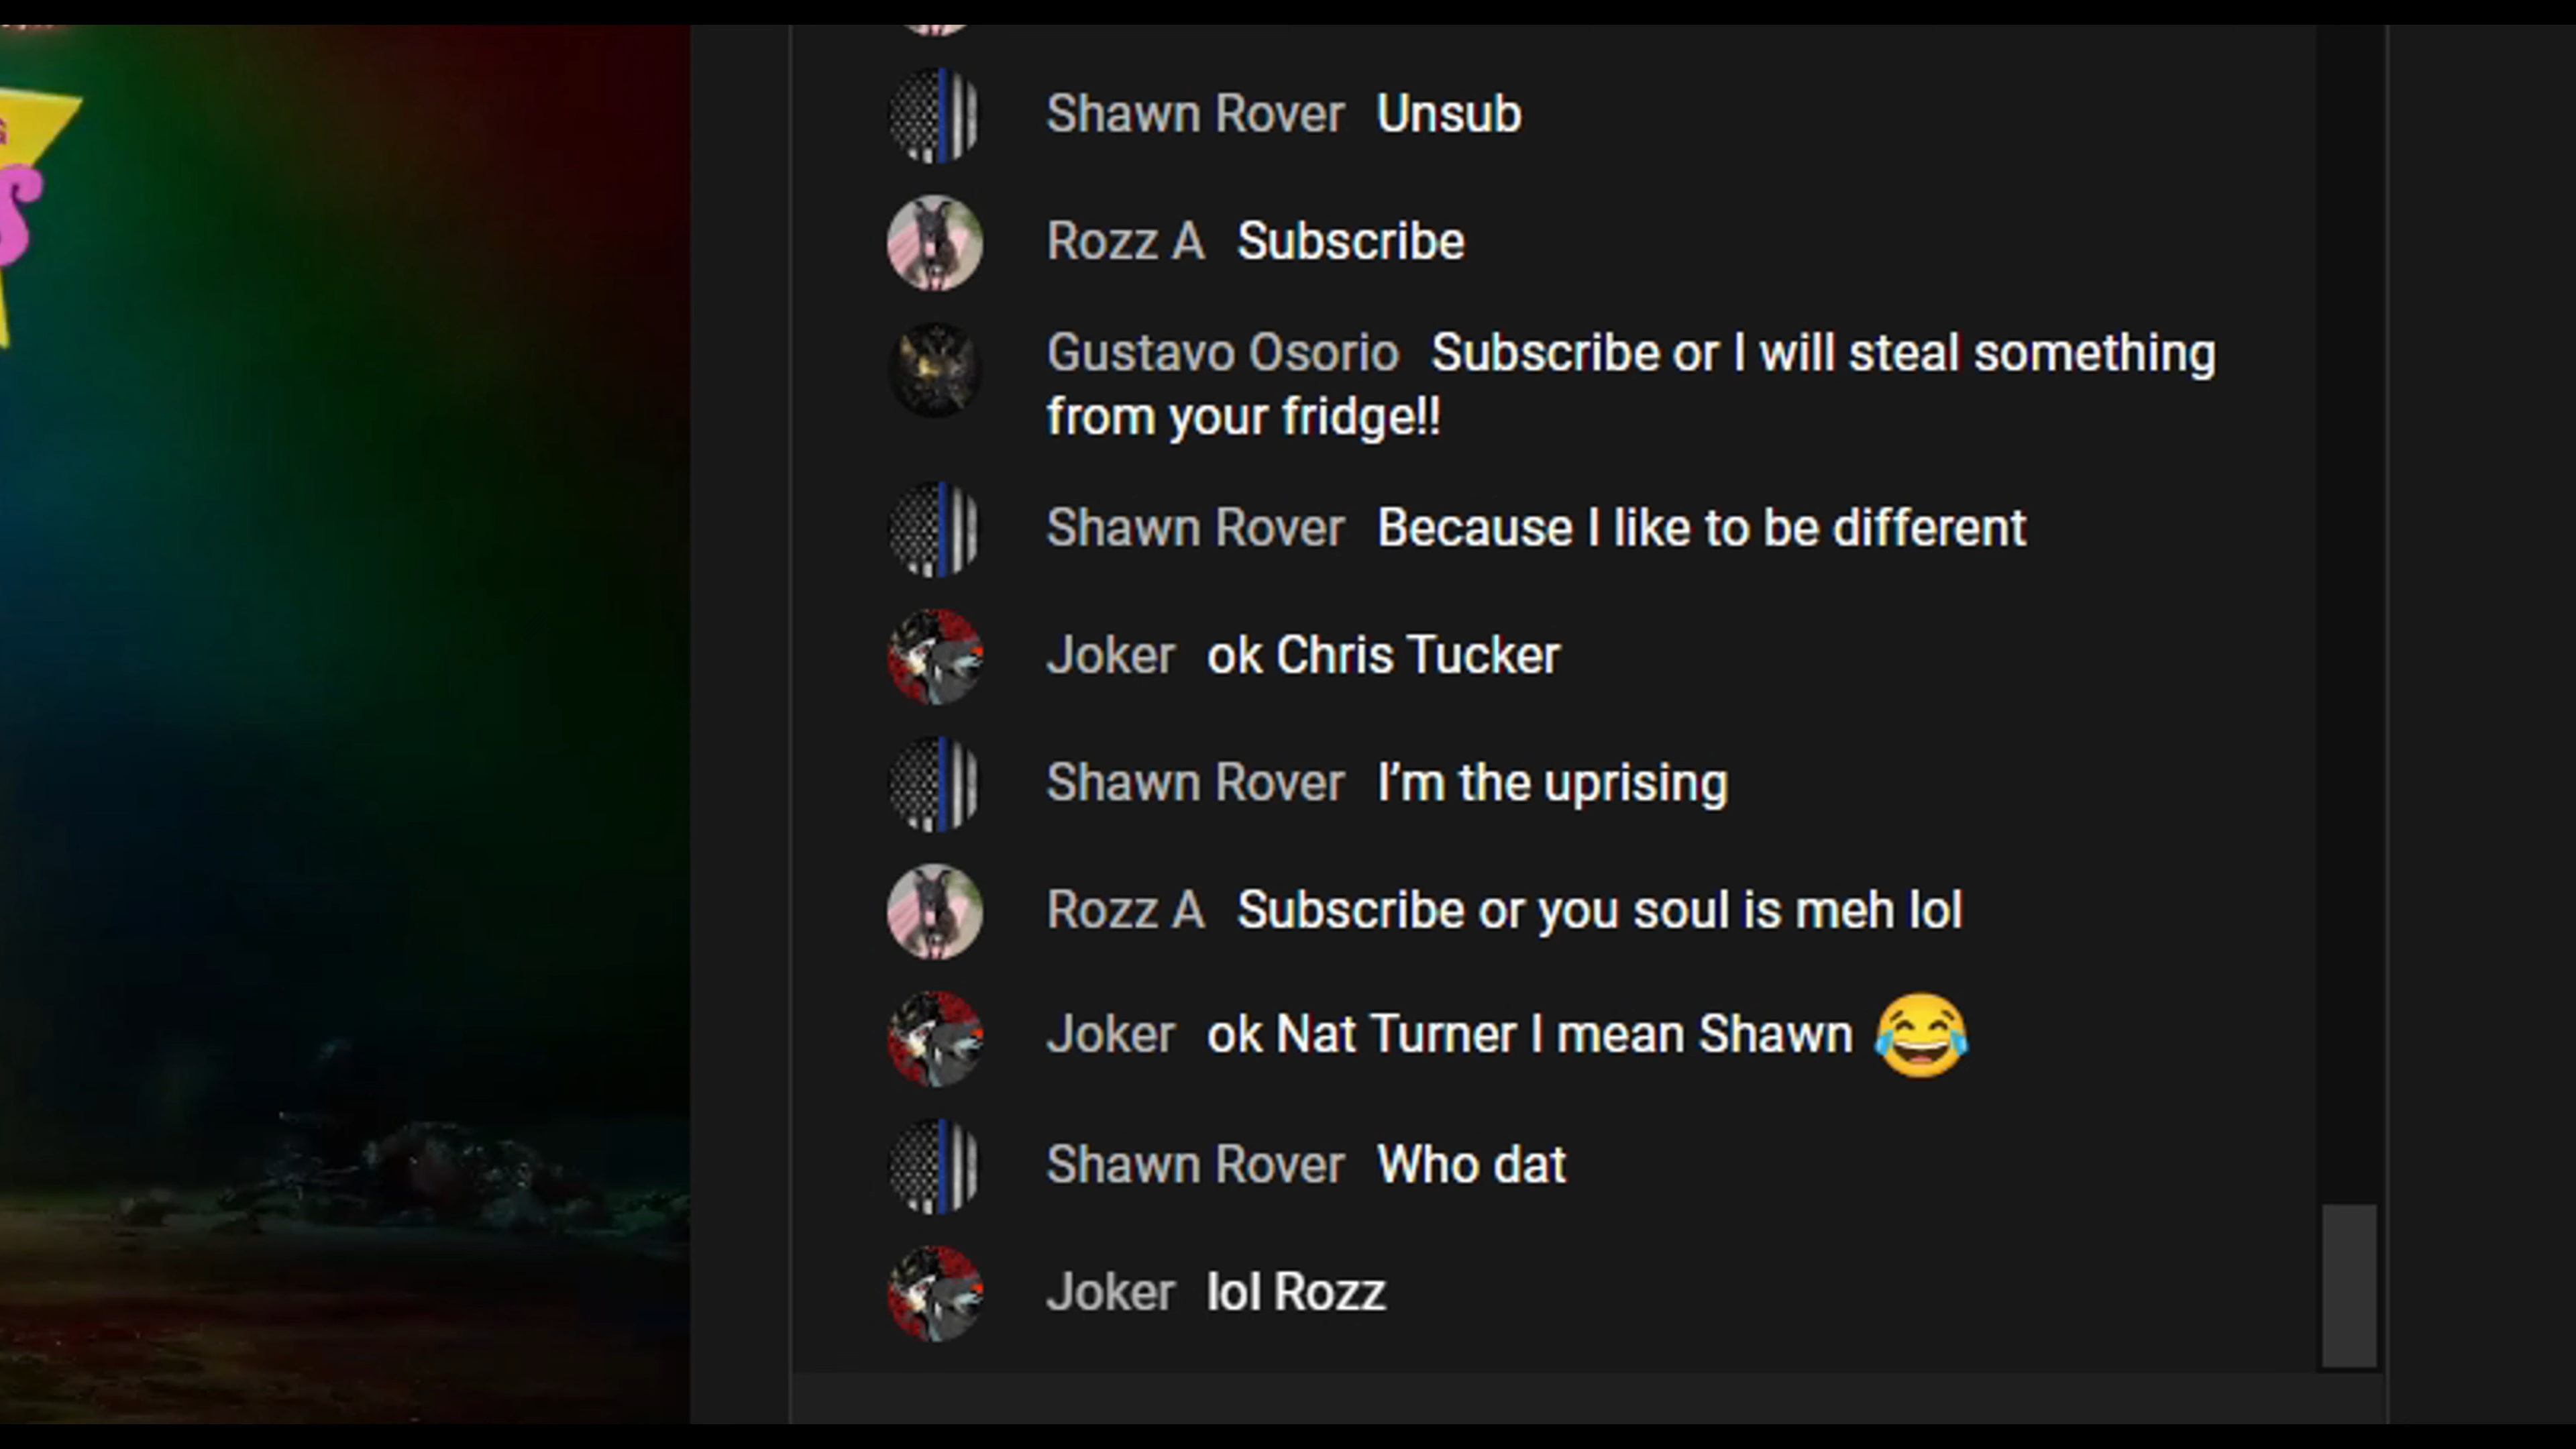 Shawn Rover Unsub
Rozz A Subscribe
Gustavo Osorio Subscribe or I will steal something
from your fridge!!
Shawn Rover Because I like to be different
Joker ok Chris Tucker
Shawn Rover I’m the uprising
Rozz A Subscribe or you soul is meh lol
Joker ok Nat Turner I mean Shawn 😂
Shawn Rover Who dat
Joker lol Rozz